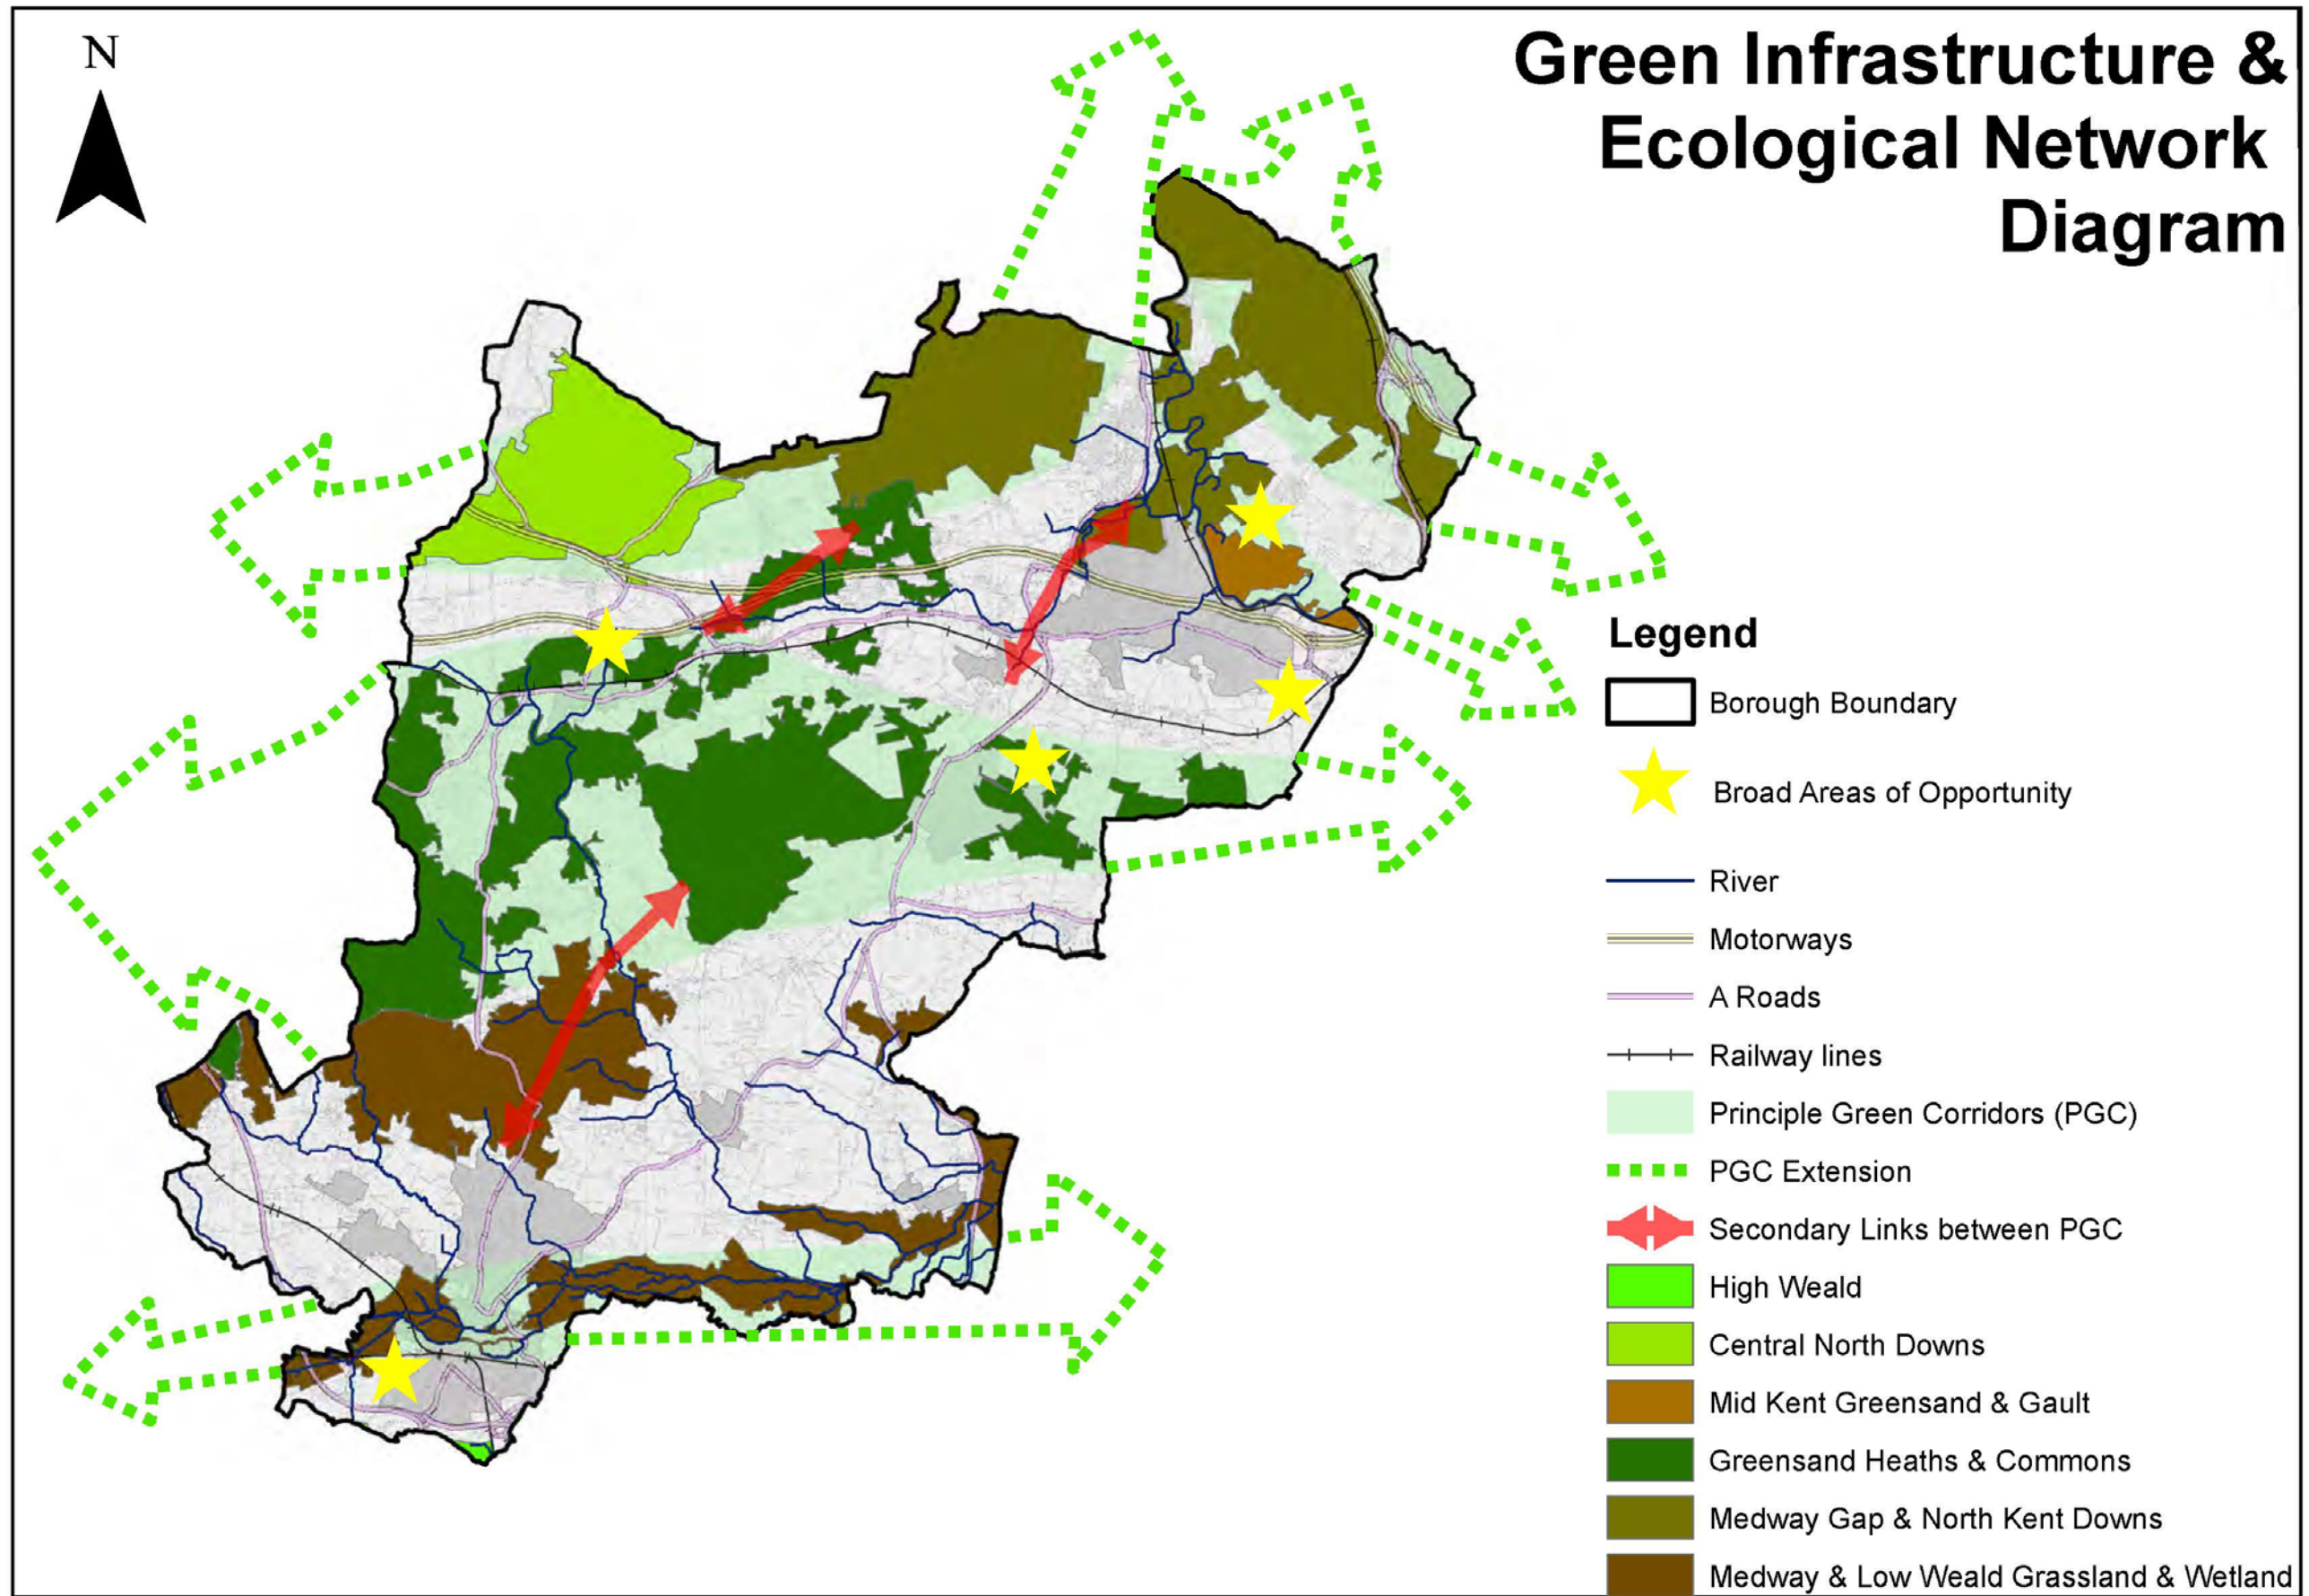 N
Green Infrastructure &
Ecological Network
Diagram
Legend
Borough Boundary
Broad Areas of Opportunity
River
Motorways
A Roads
Railway lines
Principle Green Corridors (PGC)
PGC Extension
Secondary Links between PGC
High Weald
Central North Downs
Mid Kent Greensand & Gault
Greensand Heaths & Commons
Medway Gap & North Kent Downs
Medway & Low Weald Grassland & Wetland